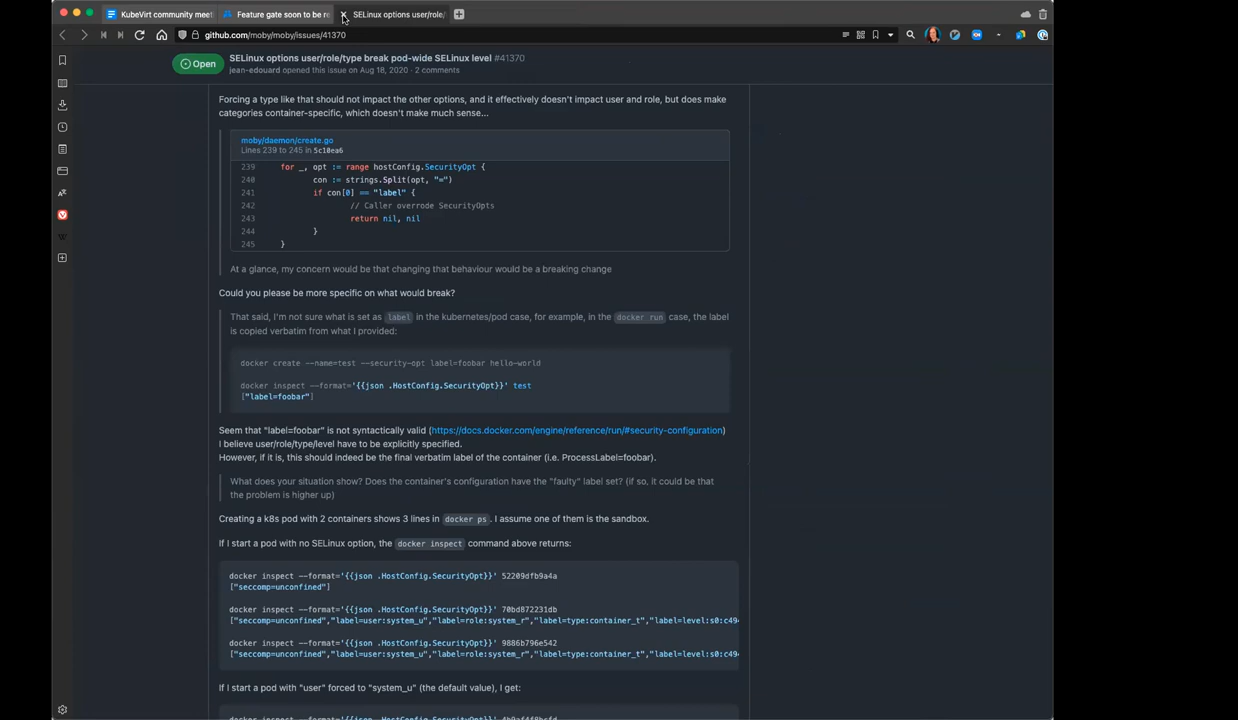 KubeVirt community meet
Feature gate soon to be re
SELinux options user/role/
github.com/moby/moby/issues/41370
Open
SELinux options user/role/type break pod-wide SELinux level #41370
jean-edouard opened this issue on Aug 18, 2020 · 2 comments
Forcing a type like that should not impact the other options, and it effectively doesn't impact user and role, but does make
categories container-specific, which doesn't make much sense...
moby/daemon/create.go
Lines 239 to 245 in 5c10ea6
239 for _, opt := range hostConfig.SecurityOpt {
240 con := strings.Split(opt, "=")
241 if con[0] == "label" {
242 // Caller overrode SecurityOpts
243 return nil, nil
244 }
245 }
At a glance, my concern would be that changing that behaviour would be a breaking change
Could you please be more specific on what would break?
That said, I'm not sure what is set as label in the kubernetes/pod case, for example, in the docker run case, the label
is copied verbatim from what I provided:
docker create --name=test --security-opt label=foobar hello-world
docker inspect --format='{{json .HostConfig.SecurityOpt}}' test
["label=foobar"]
Seem that "label=foobar" is not syntactically valid (https://docs.docker.com/engine/reference/run/#security-configuration)
I believe user/role/type/level have to be explicitly specified.
However, if it is, this should indeed be the final verbatim label of the container (i.e. ProcessLabel=foobar).
What does your situation show? Does the container's configuration have the "faulty" label set? (if so, it could be that
the problem is higher up)
Creating a k8s pod with 2 containers shows 3 lines in docker ps. I assume one of them is the sandbox.
If I start a pod with no SELinux option, the docker inspect command above returns:
docker inspect --format='{{json .HostConfig.SecurityOpt}}' 52209dfb9a4a
["seccomp=unconfined"]
docker inspect --format='{{json .HostConfig.SecurityOpt}}' 70bd872231db
["seccomp=unconfined","label=user:system_u","label=role:system_r","label=type:container_t","label=level:s0:c494
docker inspect --format='{{json .HostConfig.SecurityOpt}}' 9886b796e542
["seccomp=unconfined","label=user:system_u","label=role:system_r","label=type:container_t","label=level:s0:c494
If I start a pod with "user" forced to "system_u" (the default value), I get: